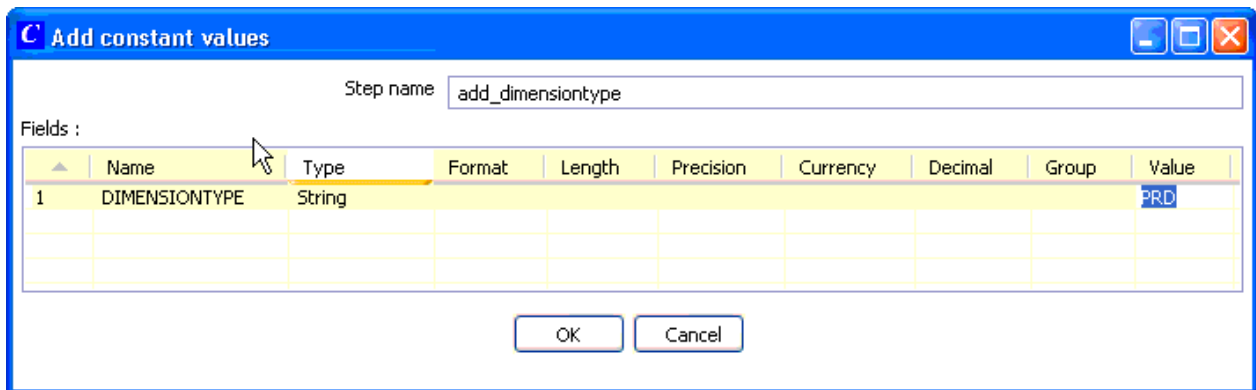 C Add constant values
Step name add_dimensiontype
Fields :
Name Type Format Length Precision Currency Decimal Group Value
1 DIMENSIONTYPE String PRD
OK Cancel